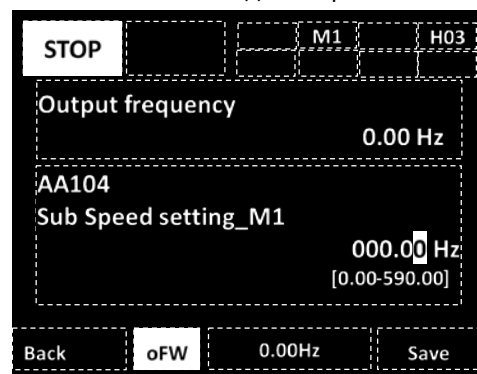 STOP M1 H03
Output frequency
0.00 Hz
AA104
Sub Speed setting_M1
000.00 Hz
[0.00-590.00]
Back oFW 0.00Hz Save